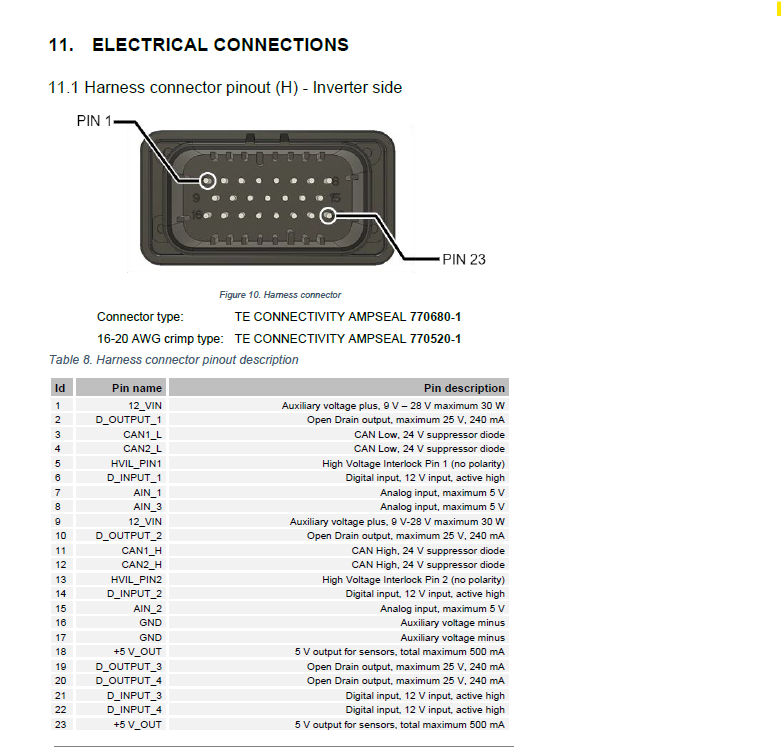 11. ELECTRICAL CONNECTIONS
11.1 Harness connector pinout (H) - Inverter side
PIN 1
8
9
15
16
PIN 23
Figure 10. Harness connector
Connector type: TE CONNECTIVITY AMPSEAL 770680-1
16-20 AWG crimp type: TE CONNECTIVITY AMPSEAL 770520-1
Table 8. Harness connector pinout description
Id Pin name Pin description
1 12_VIN Auxiliary voltage plus, 9 V – 28 V maximum 30 W
2 D_OUTPUT_1 Open Drain output, maximum 25 V, 240 mA
3 CAN1_L CAN Low, 24 V suppressor diode
4 CAN2_L CAN Low, 24 V suppressor diode
5 HVIL_PIN1 High Voltage Interlock Pin 1 (no polarity)
6 D_INPUT_1 Digital input, 12 V input, active high
7 AIN_1 Analog input, maximum 5 V
8 AIN_3 Analog input, maximum 5 V
9 12_VIN Auxiliary voltage plus, 9 V-28 V maximum 30 W
10 D_OUTPUT_2 Open Drain output, maximum 25 V, 240 mA
11 CAN1_H CAN High, 24 V suppressor diode
12 CAN2_H CAN High, 24 V suppressor diode
13 HVIL_PIN2 High Voltage Interlock Pin 2 (no polarity)
14 D_INPUT_2 Digital input, 12 V input, active high
15 AIN_2 Analog input, maximum 5 V
16 GND Auxiliary voltage minus
17 GND Auxiliary voltage minus
18 +5 V_OUT 5 V output for sensors, total maximum 500 mA
19 D_OUTPUT_3 Open Drain output, maximum 25 V, 240 mA
20 D_OUTPUT_4 Open Drain output, maximum 25 V, 240 mA
21 D_INPUT_3 Digital input, 12 V input, active high
22 D_INPUT_4 Digital input, 12 V input, active high
23 +5 V_OUT 5 V output for sensors, total maximum 500 mA